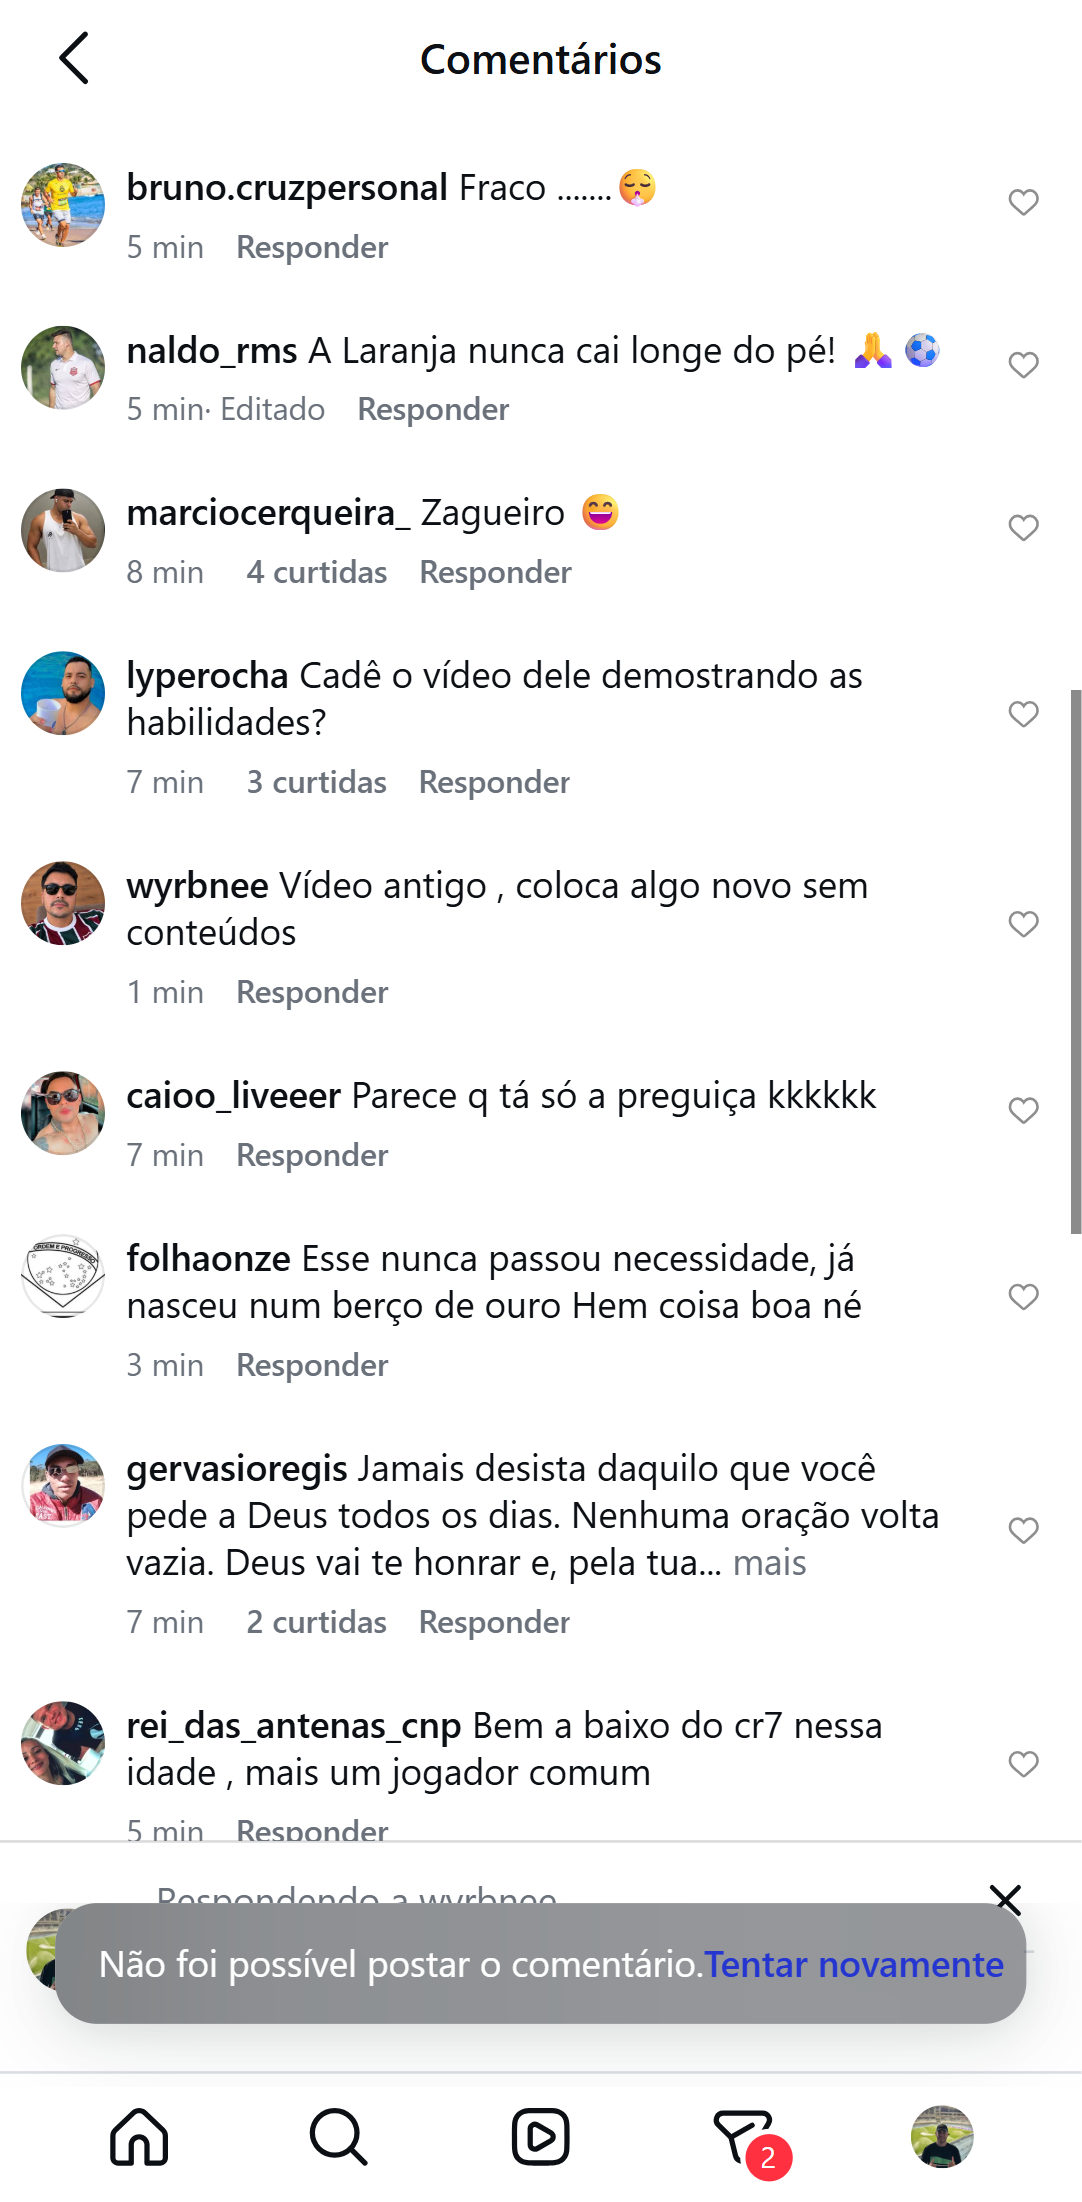 Comentários
bruno.cruzpersonal Fraco .......😮‍💨
5 min Responder
naldo_rms A Laranja nunca cai longe do pé! 🙏⚽
5 min· Editado Responder
marciocerqueira_ Zagueiro 😄
8 min 4 curtidas Responder
lyperocha Cadê o vídeo dele demostrando as
habilidades?
7 min 3 curtidas Responder
wyrbnee Vídeo antigo , coloca algo novo sem
conteúdos
1 min Responder
caioo_liveeer Parece q tá só a preguiça kkkkkk
7 min Responder
ORDEM E PROGRESSO
folhaonze Esse nunca passou necessidade, já
nasceu num berço de ouro Hem coisa boa né
3 min Responder
gervasioregis Jamais desista daquilo que você
pede a Deus todos os dias. Nenhuma oração volta
vazia. Deus vai te honrar e, pela tua... mais
7 min 2 curtidas Responder
rei_das_antenas_cnp Bem a baixo do cr7 nessa
idade , mais um jogador comum
5 min Responder
Respondendo a wyrbnee
Não foi possível postar o comentário.Tentar novamente
2